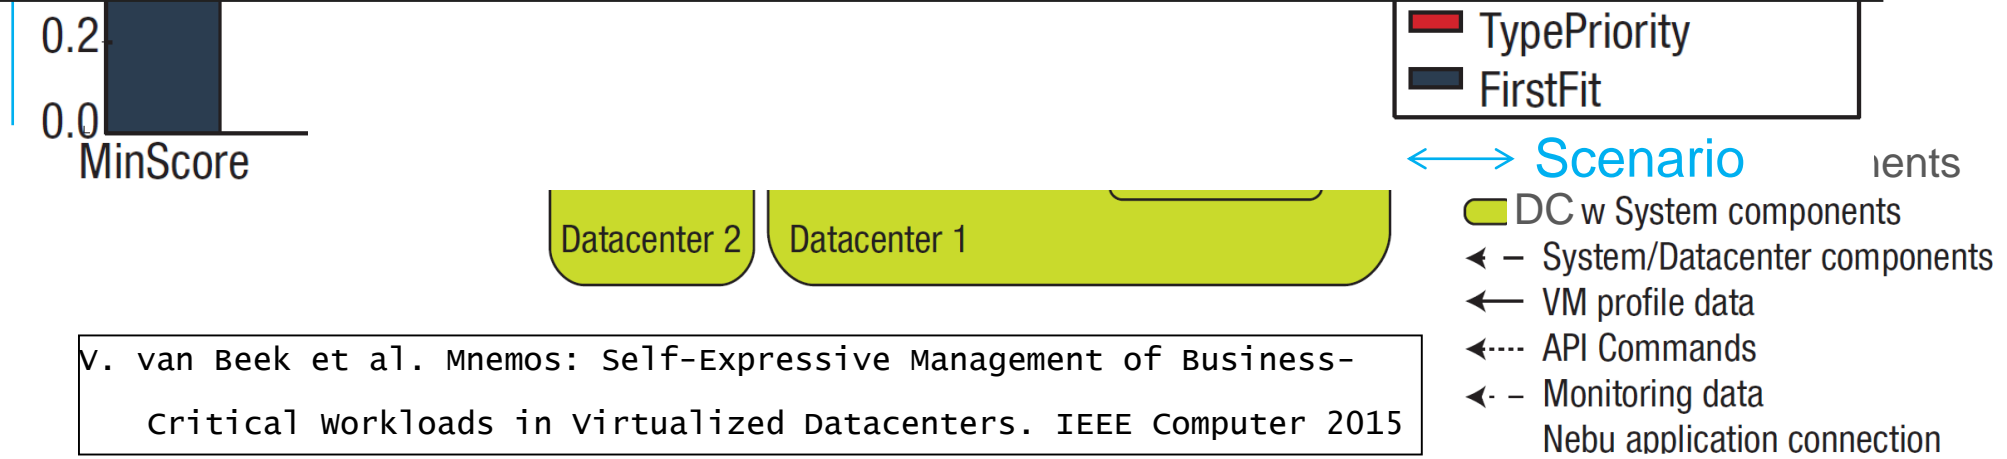 0.2
0.0
MinScore
TypePriority
FirstFit
Scenario
Datacenter 2
Datacenter 1
DC w System components
System/Datacenter components
VM profile data
API Commands
Monitoring data
Nebu application connection
V. van Beek et al. Mnemos: Self-Expressive Management of Business-
Critical Workloads in Virtualized Datacenters. IEEE Computer 2015